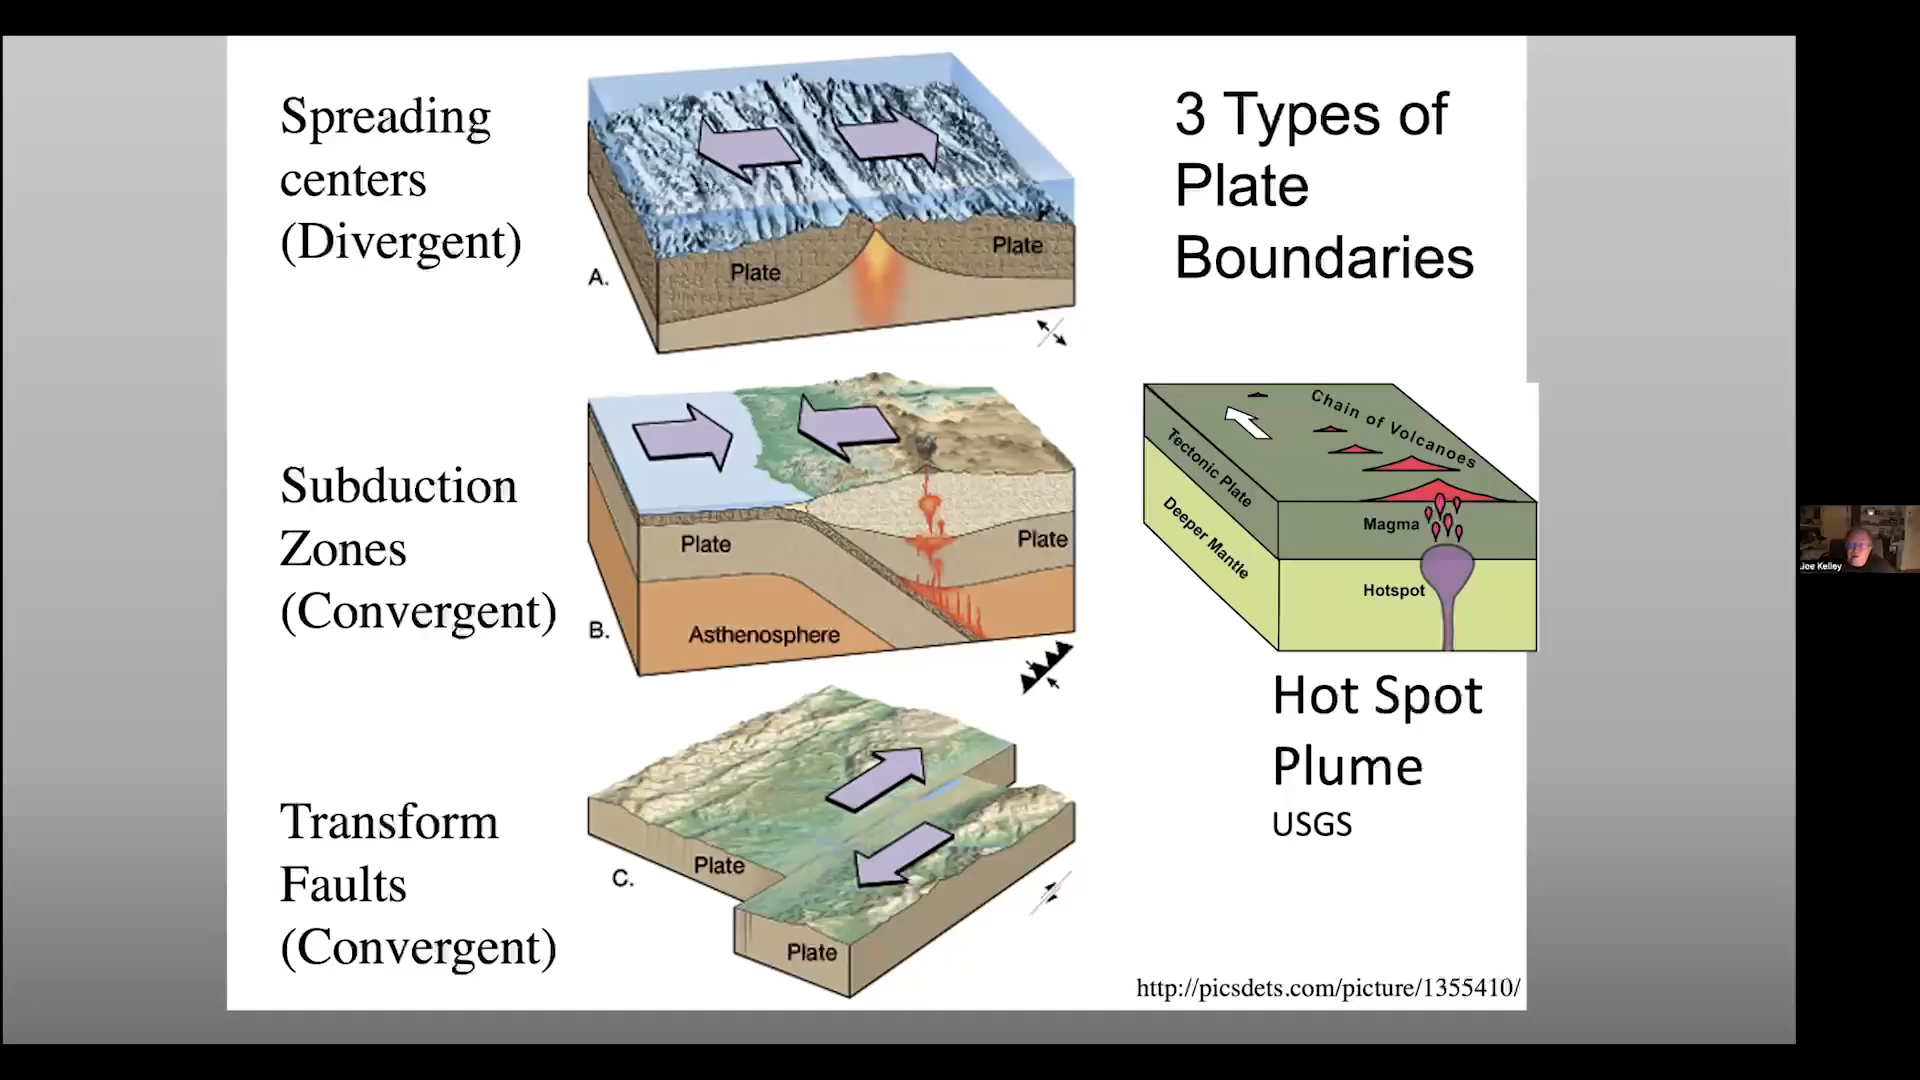 Spreading
centers
(Divergent)
Plate
Plate
A.
3 Types of
Plate
Boundaries
Subduction
Zones
(Convergent)
Plate
Plate
Asthenosphere
B.
Chain of Volcanoes
Tectonic Plate
Deeper Mantle
Magma
Hotspot
Hot Spot
Plume
USGS
Transform
Faults
(Convergent)
Plate
C.
Plate
http://picsdets.com/picture/1355410/
Joe Kelley